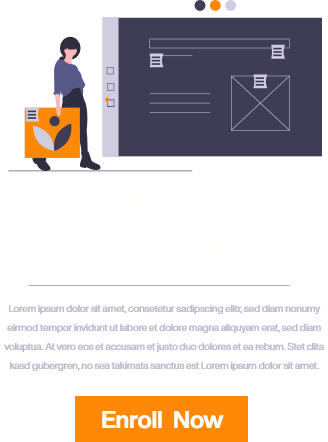 Lorem ipsum dolor sit amet, consetetur sadipscing elitr, sed diam nonumy
eirmod tempor invidunt ut labore et dolore magna aliquyam erat, sed diam
voluptua. At vero eos et accusam et justo duo dolores et ea rebum. Stet clita
kasd gubergren, no sea takimata sanctus est Lorem ipsum dolor sit amet.
Enroll Now